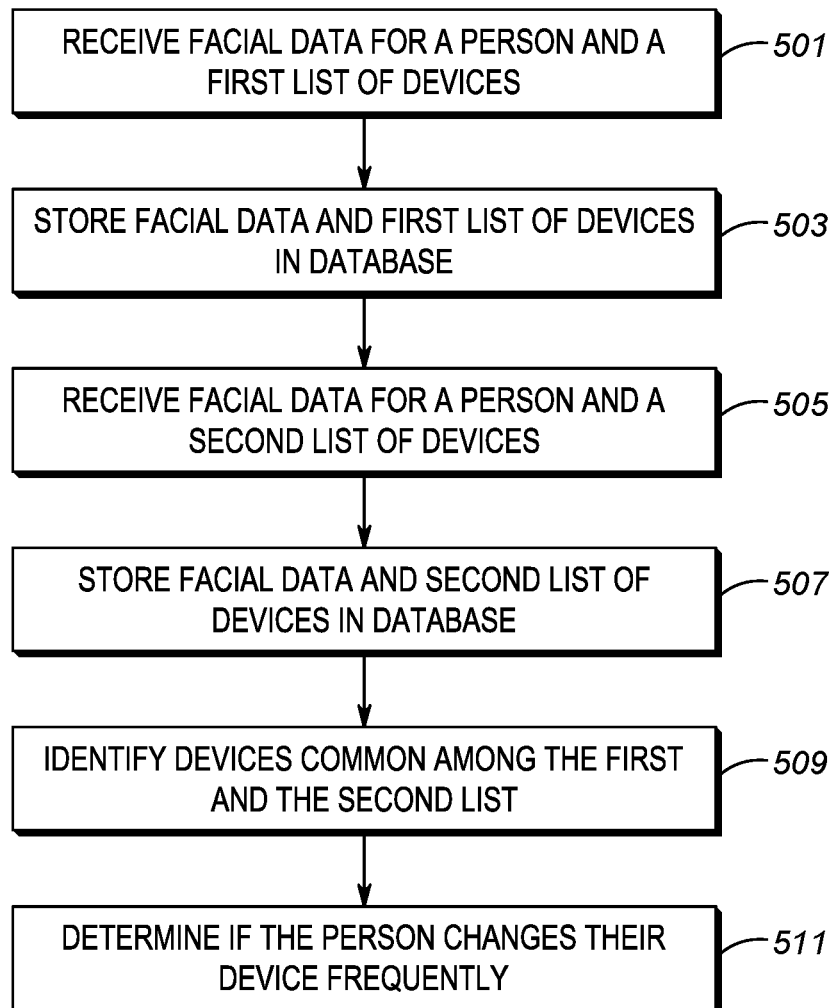 RECEIVE FACIAL DATA FOR A PERSON AND A
FIRST LIST OF DEVICES
501
STORE FACIAL DATA AND FIRST LIST OF DEVICES
IN DATABASE
503
RECEIVE FACIAL DATA FOR A PERSON AND A
SECOND LIST OF DEVICES
505
STORE FACIAL DATA AND SECOND LIST OF
DEVICES IN DATABASE
507
IDENTIFY DEVICES COMMON AMONG THE FIRST
AND THE SECOND LIST
509
DETERMINE IF THE PERSON CHANGES THEIR
DEVICE FREQUENTLY
511